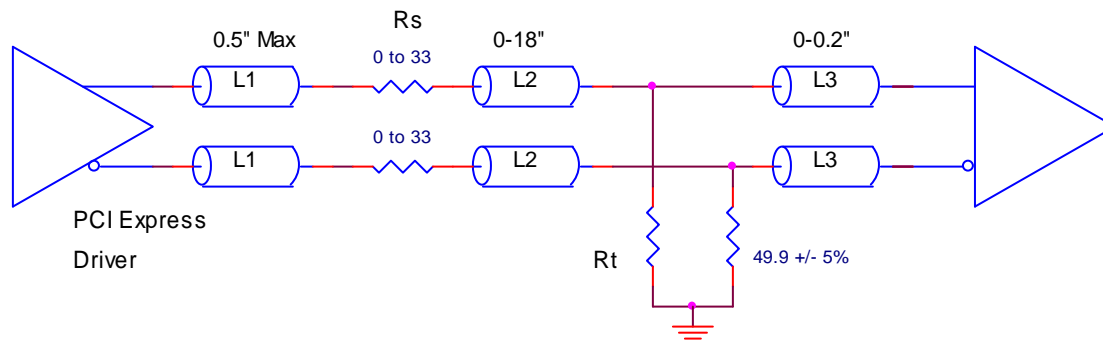 Rs
0.5" Max
0-18"
0-0.2"
0 to 33
L1
L2
L3
0 to 33
L1
L2
L3
PCI Express
Driver
Rt
49.9 +/- 5%